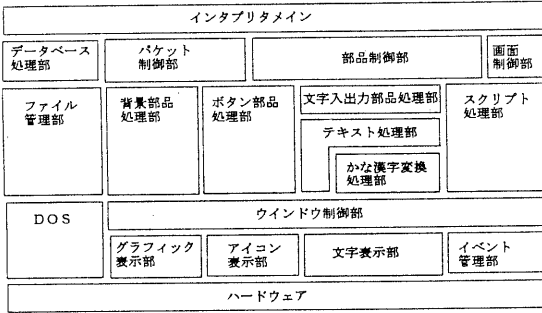 インタプリタメイン
データベース
処理部
パケット
制御部
部品制御部
画面
制御部
ファイル
管理部
背景部品
処理部
ボタン部品
処理部
文字入出力部品処理部
テキスト処理部
かな漢字変換
処理部
スクリプト
処理部
DOS
ウインドウ制御部
グラフィック
表示部
アイコン
表示部
文字表示部
イベント
管理部
ハードウェア